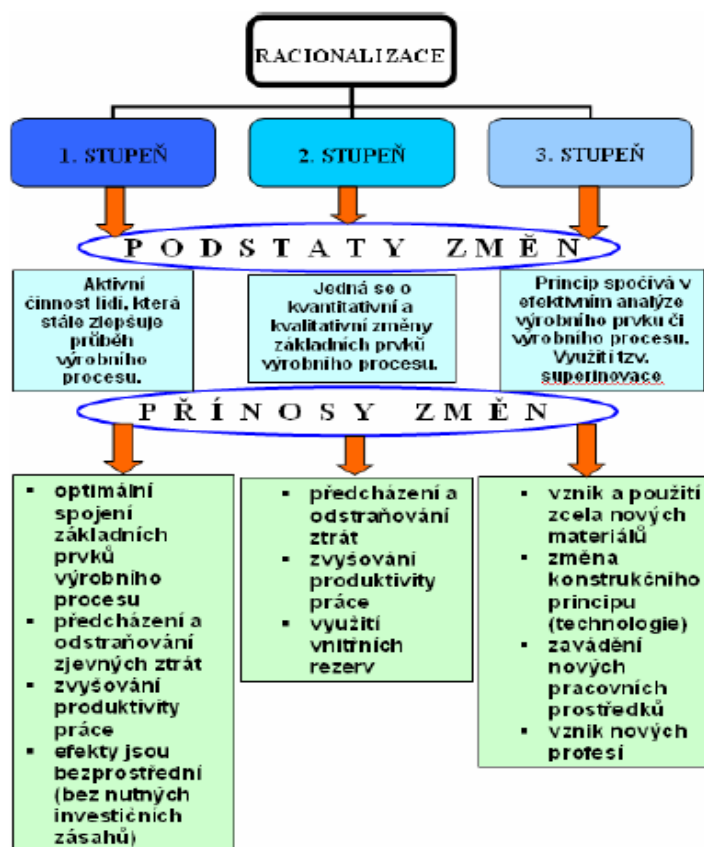 RACIONALIZACE
1. STUPEŇ
2. STUPEŇ
3. STUPEŇ
PODSTATY ZMĚN
Aktivní
činnost lidí, která
stále zlepšuje
průběh
výrobního
procesu.
Jedná se o
kvantitativní a
kvalitativní změny
základních prvků
výrobního procesu.
Princip spočívá v
efektivním analýze
výrobního prvku či
výrobního procesu.
Využití tzv.
superinovace
PŘÍNOSY ZMĚN
▪ optimální
spojení
základních
prvků
výrobního
procesu
▪ předcházení a
odstraňování
zjevných ztrát
▪ zvyšování
produktivity
práce
▪ efekty jsou
bezprostřední
(bez nutných
investičních
zásahů)
▪ předcházení a
odstraňování
ztrát
▪ zvyšování
produktivity
práce
▪ využití
vnitřních
rezerv
▪ vznik a použití
zcela nových
materiálů
▪ změna
konstrukčního
principu
(technologie)
▪ zavádění
nových
pracovních
prostředků
▪ vznik nových
profesí